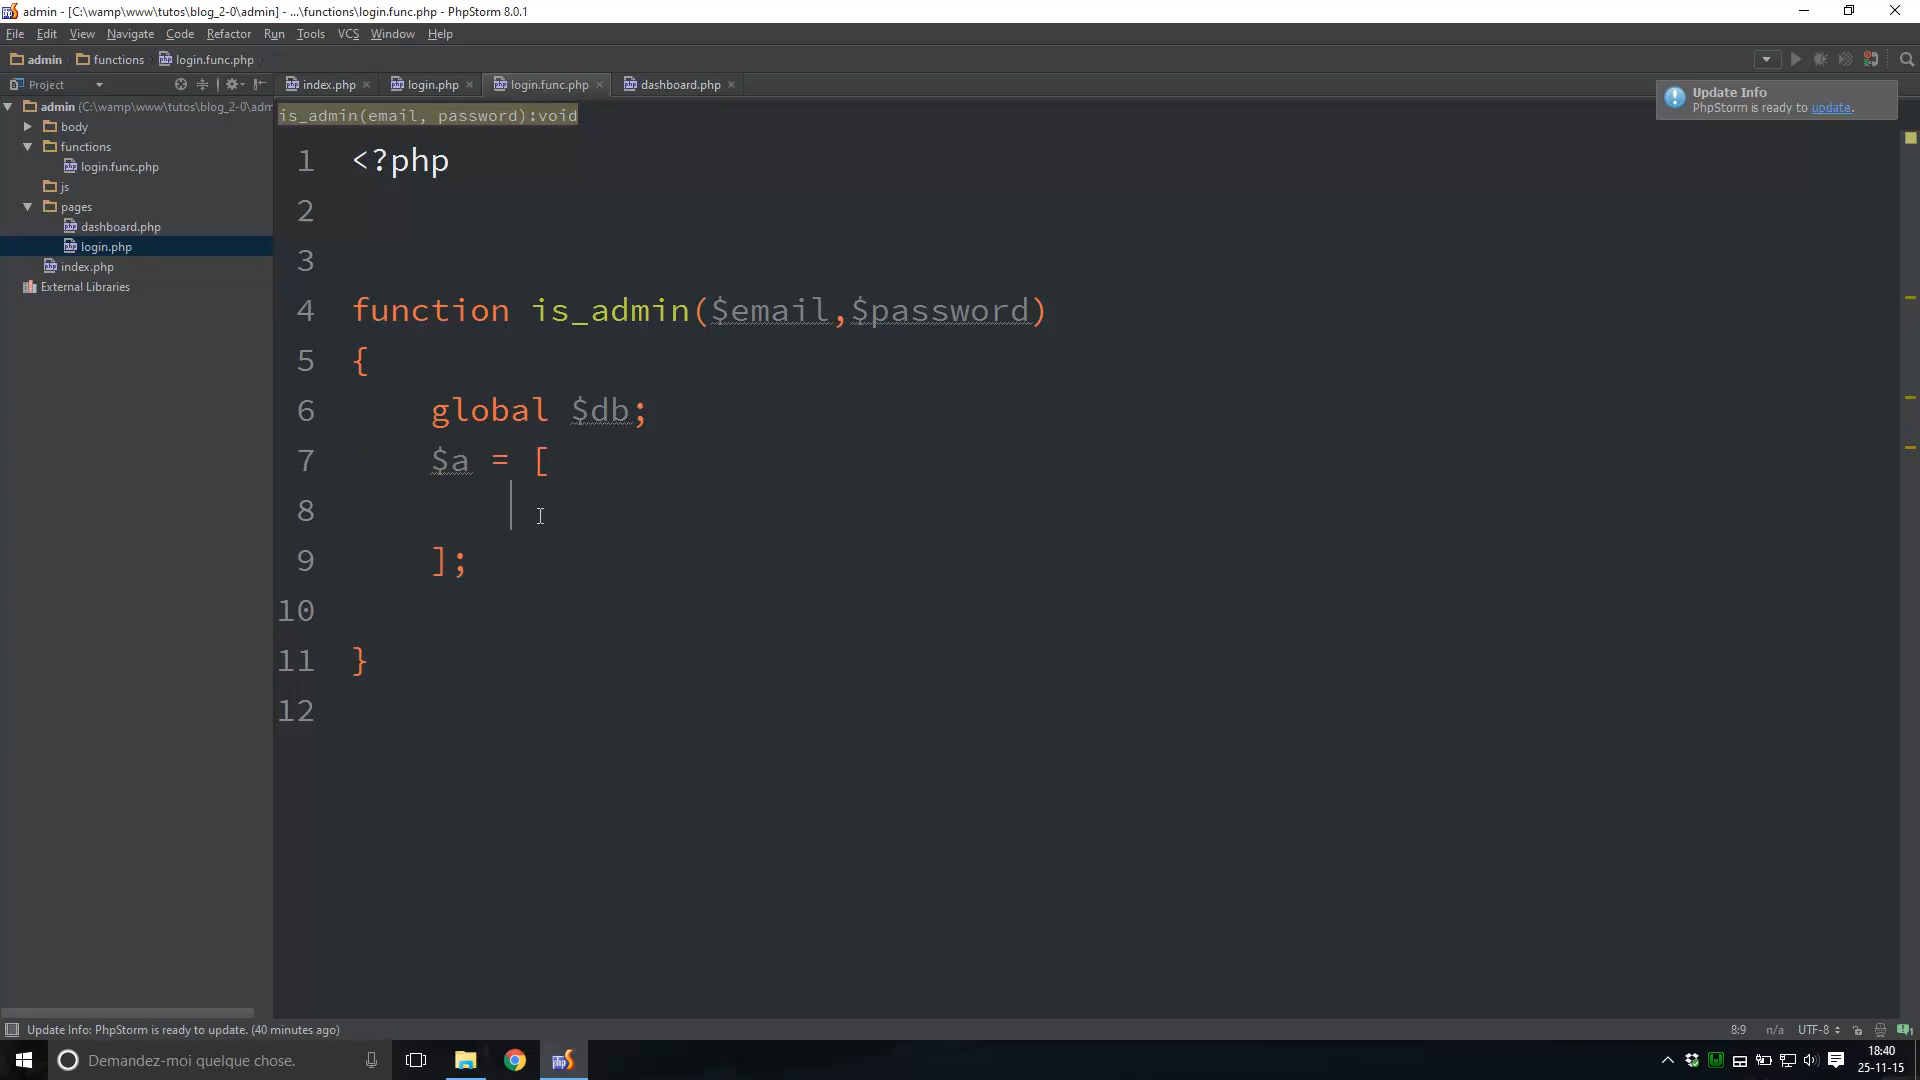 admin - [C:\wamp\www\tutos\blog_2-0\admin] - ...\functions\login.func.php - PhpStorm 8.0.1
File Edit View Navigate Code Refactor Run Tools VCS Window Help
admin functions login.func.php
Project index.php login.php login.func.php dashboard.php
admin (C:\wamp\www\tutos\blog_2-0\adm
body
functions
login.func.php
js
pages
dashboard.php
login.php
index.php
External Libraries
Update Info
PhpStorm is ready to update.
is_admin(email, password):void
1 <?php
2
3
4 function is_admin($email,$password)
5 {
6 global $db;
7 $a = [
8
9 ];
10
11 }
12
Update Info: PhpStorm is ready to update. (40 minutes ago) 8:9 n/a UTF-8
Demandez-moi quelque chose.
18:40
25-11-15